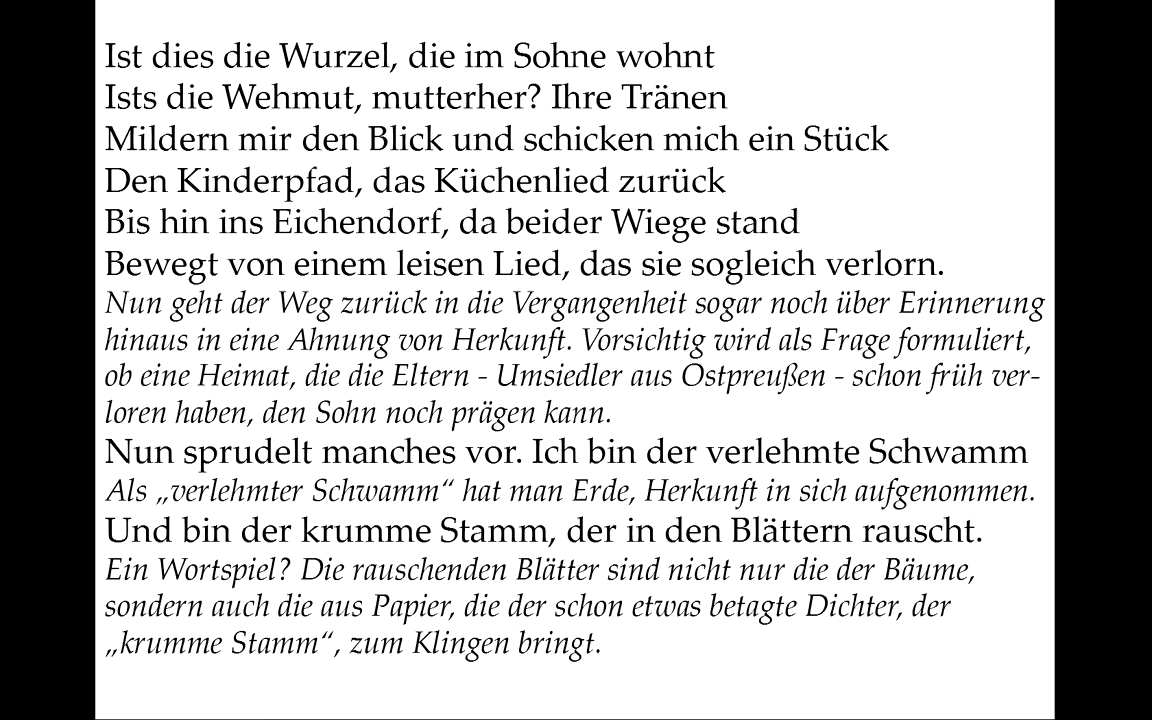 Ist dies die Wurzel, die im Sohne wohnt
Ists die Wehmut, mutterher? Ihre Tränen
Mildern mir den Blick und schicken mich ein Stück
Den Kinderpfad, das Küchenlied zurück
Bis hin ins Eichendorf, da beider Wiege stand
Bewegt von einem leisen Lied, das sie sogleich verlorn.
Nun geht der Weg zurück in die Vergangenheit sogar noch über Erinnerung
hinaus in eine Ahnung von Herkunft. Vorsichtig wird als Frage formuliert,
ob eine Heimat, die die Eltern - Umsiedler aus Ostpreußen - schon früh ver-
loren haben, den Sohn noch prägen kann.
Nun sprudelt manches vor. Ich bin der verlehmte Schwamm
Als „verlehmter Schwamm“ hat man Erde, Herkunft in sich aufgenommen.
Und bin der krumme Stamm, der in den Blättern rauscht.
Ein Wortspiel? Die rauschenden Blätter sind nicht nur die der Bäume,
sondern auch die aus Papier, die der schon etwas betagte Dichter, der
„krumme Stamm“, zum Klingen bringt.